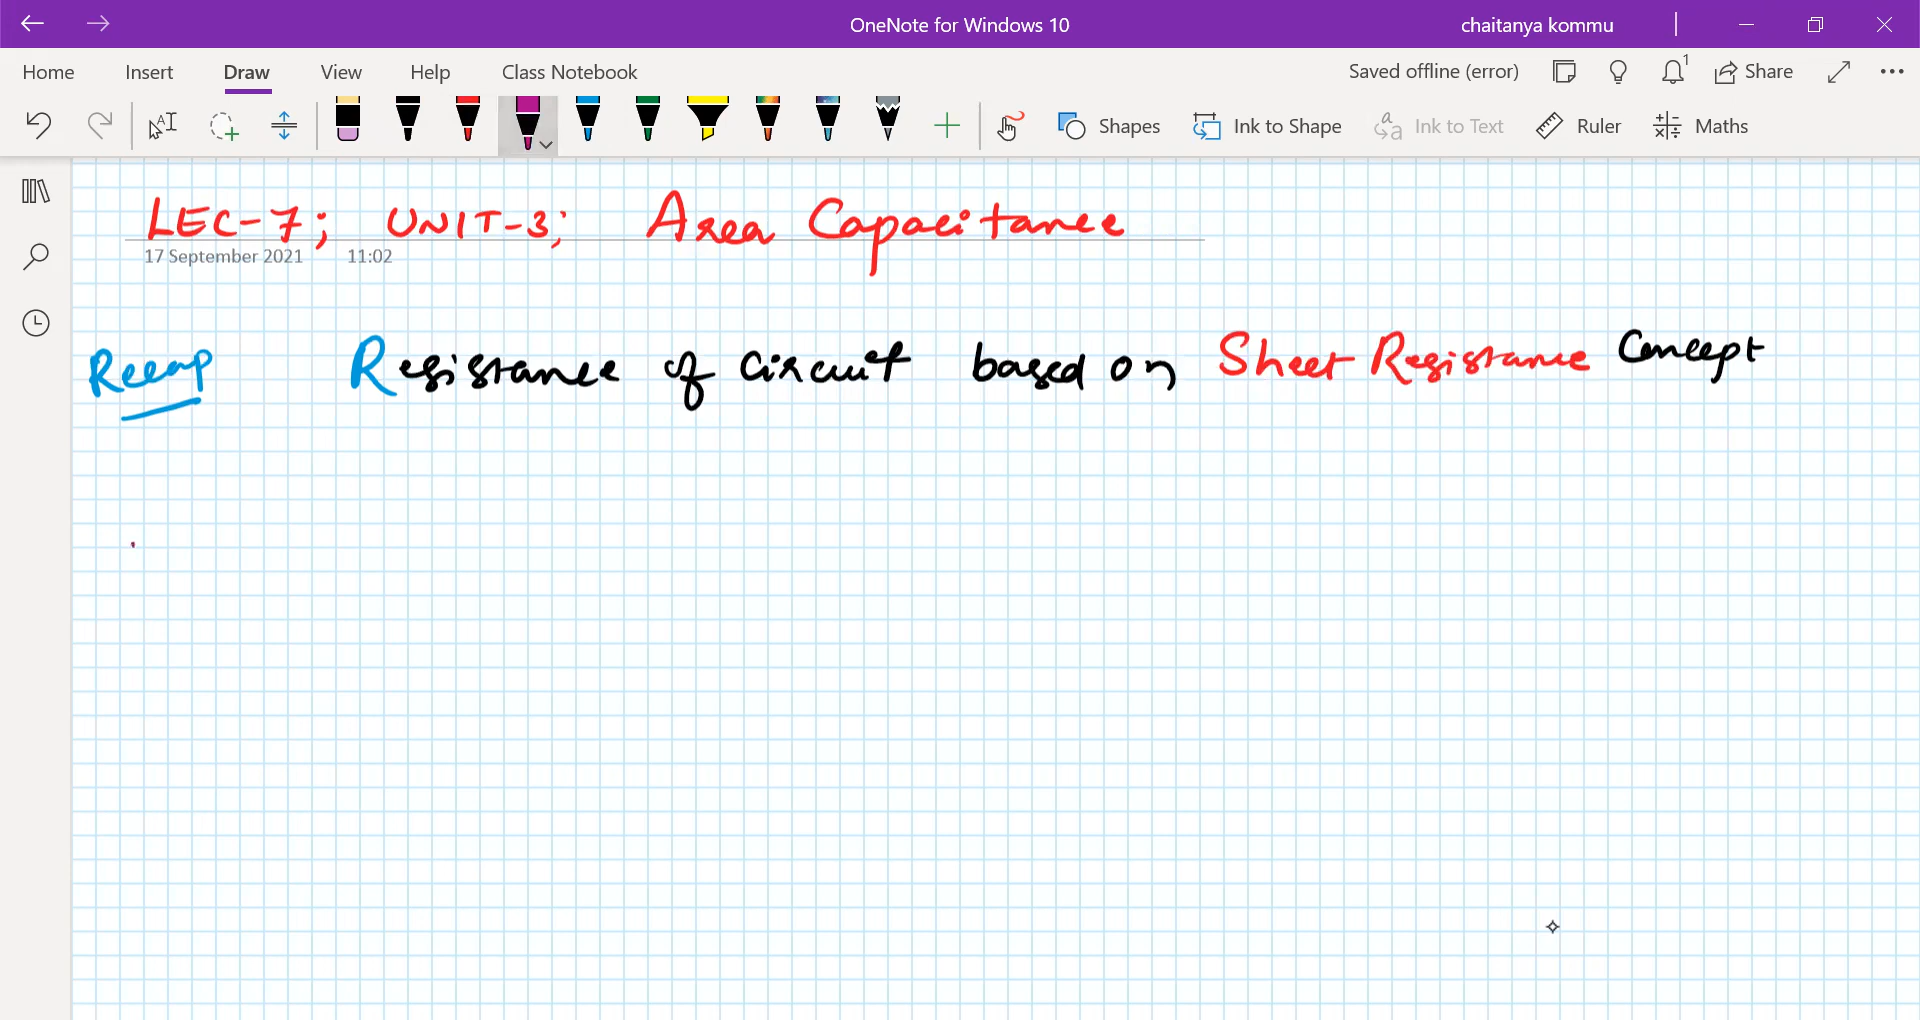 OneNote for Windows 10
chaitanya kommu
Home Insert Draw View Help Class Notebook
Saved offline (error) 1 Share
Shapes Ink to Shape Ink to Text Ruler Maths
LEC-7; UNIT-3; Area Capacitance
17 September 2021 11:02
Recap Resistance of circuit based on Sheet Resistance Concept